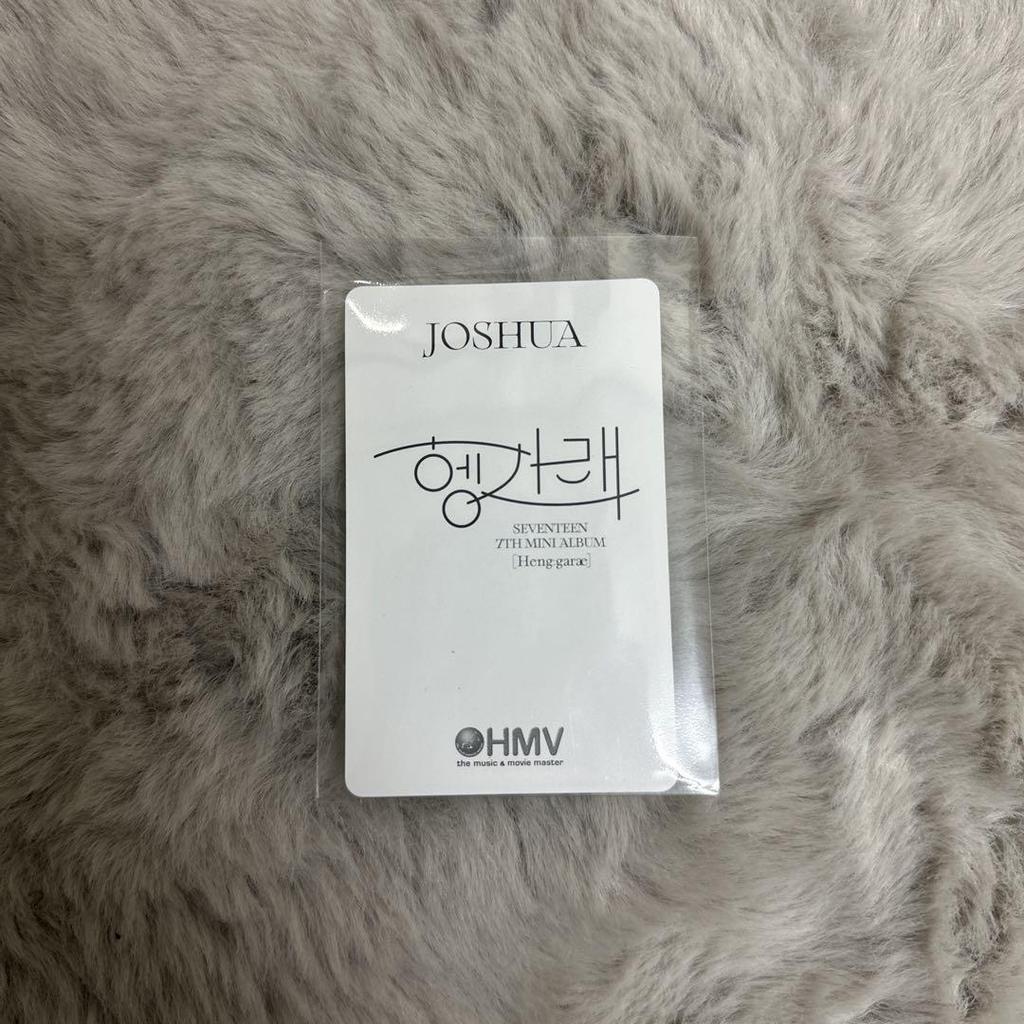 JOSHUA
헹가래
SEVENTEEN
7TH MINI ALBUM
[Heng:garæ]
HMV
the music & movie master